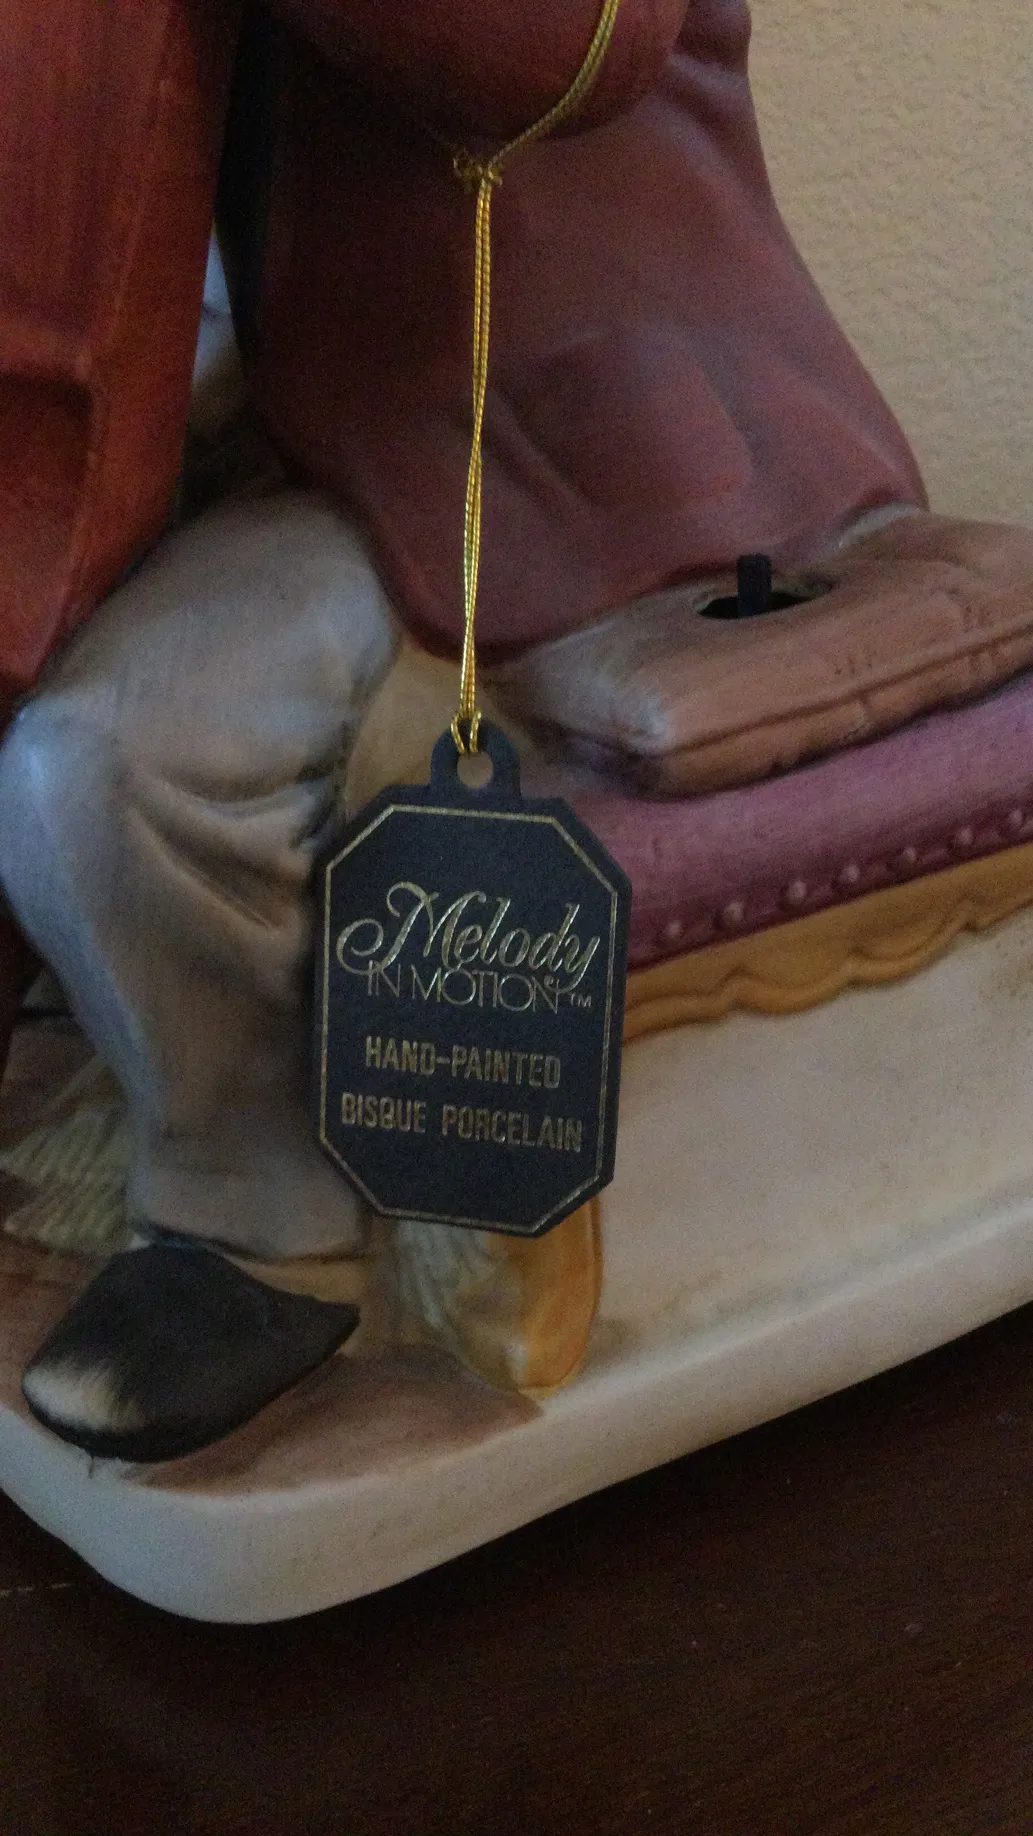 Melody
IN MOTION™
HAND-PAINTED
BISQUE PORCELAIN